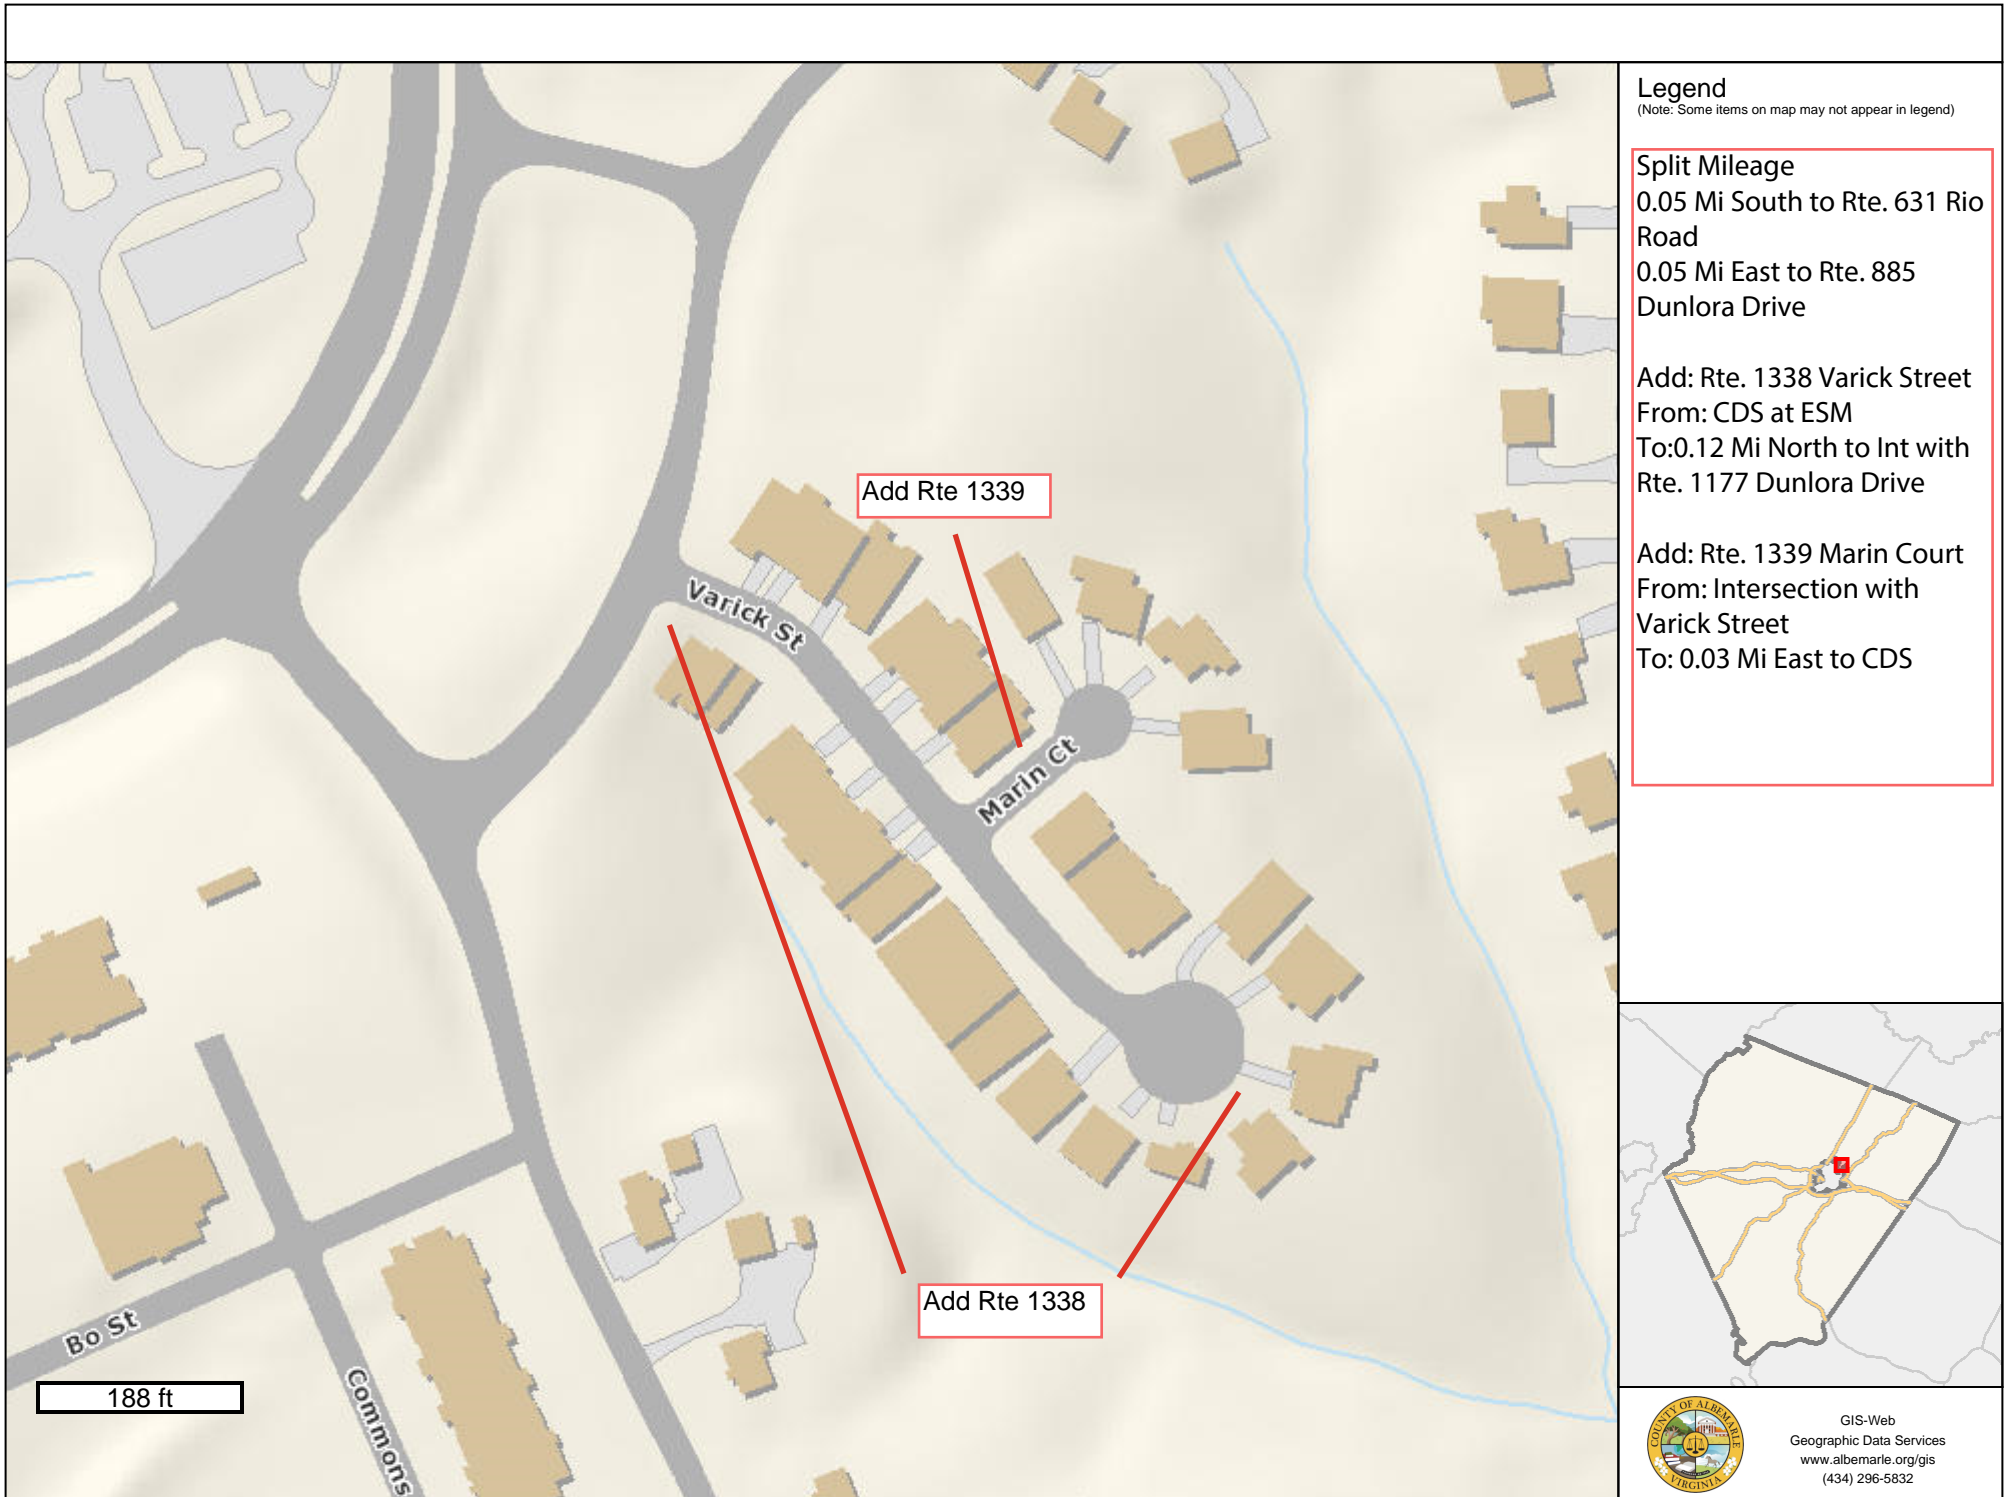 Legend
(Note: Some items on map may not appear in legend)
Split Mileage
0.05 Mi South to Rte. 631 Rio
Road
0.05 Mi East to Rte. 885
Dunlora Drive
Add: Rte. 1338 Varick Street
From: CDS at ESM
To:0.12 Mi North to Int with
Rte. 1177 Dunlora Drive
Add: Rte. 1339 Marin Court
From: Intersection with
Varick Street
To: 0.03 Mi East to CDS
Add Rte 1339
Varick St
Marin Ct
Add Rte 1338
Bo St
Commons
188 ft
COUNTY OF ALBEMARLE
VIRGINIA
GIS-Web
Geographic Data Services
www.albemarle.org/gis
(434) 296-5832